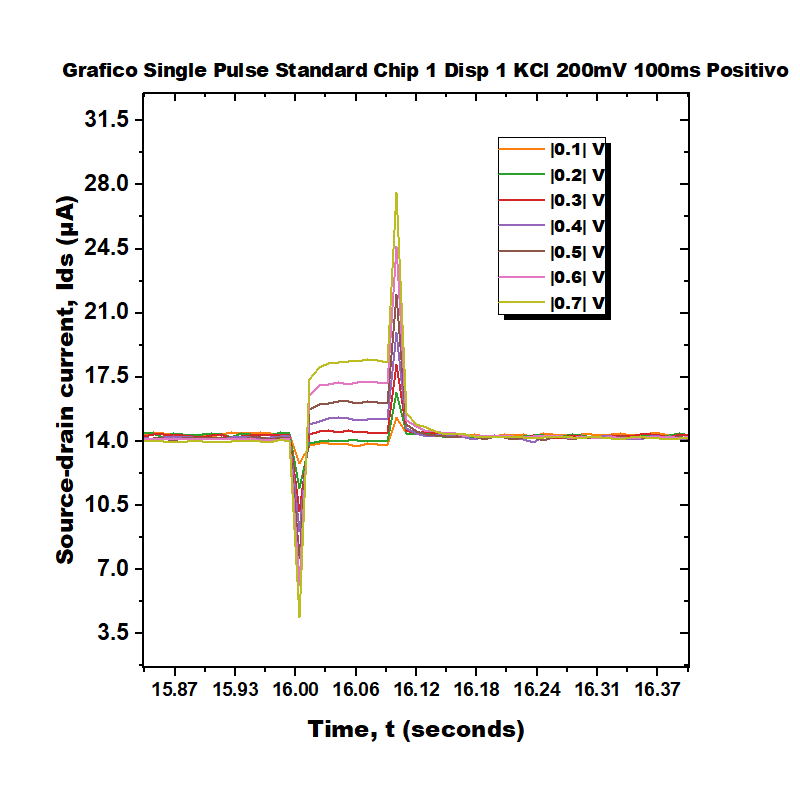 Grafico Single Pulse Standard Chip 1 Disp 1 KCl 200mV 100ms Positivo
Source-drain current, Ids (µA)
31.5
28.0
24.5
21.0
17.5
14.0
10.5
7.0
3.5
|0.1| V
|0.2| V
|0.3| V
|0.4| V
|0.5| V
|0.6| V
|0.7| V
15.87 15.93 16.00 16.06 16.12 16.18 16.24 16.31 16.37
Time, t (seconds)